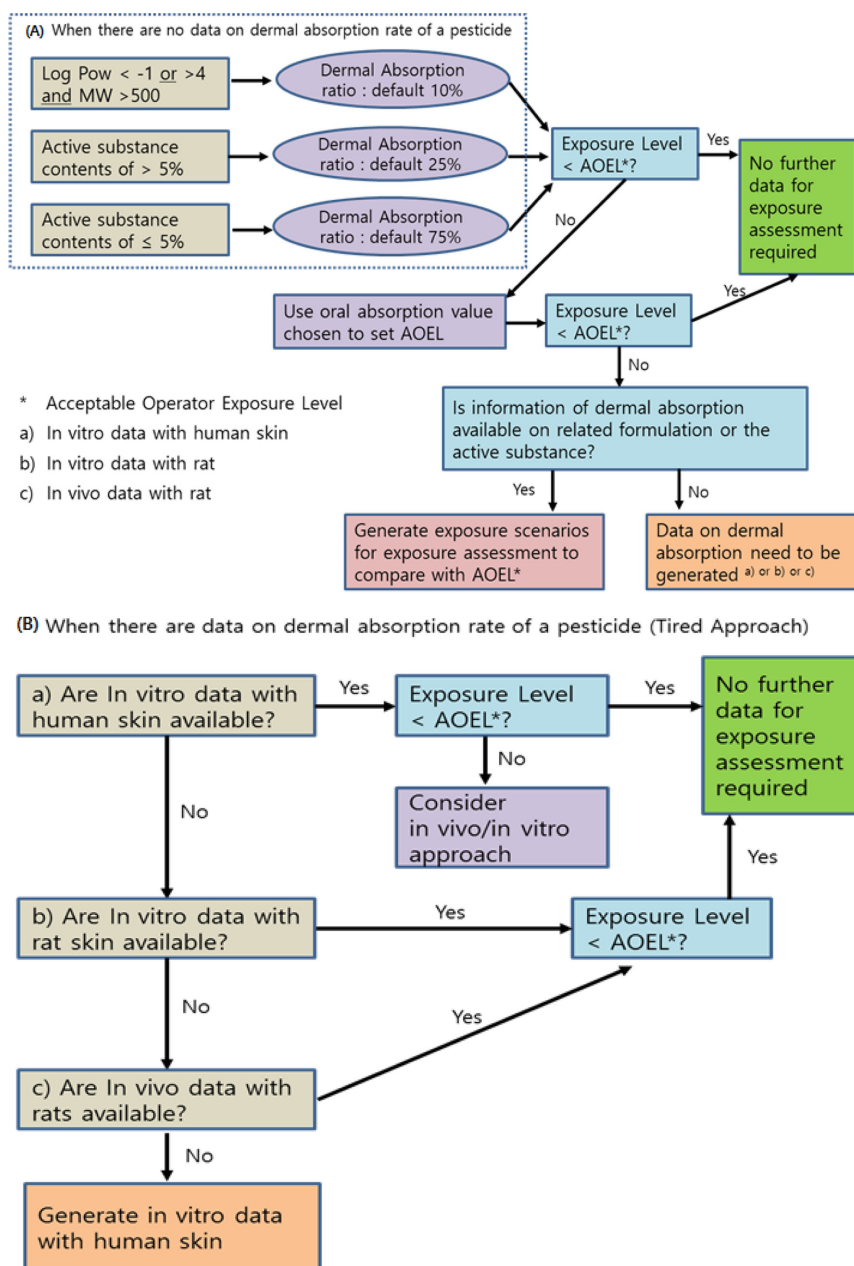 (A) When there are no data on dermal absorption rate of a pesticide
Log Pow < -1 or >4
and MW >500
Dermal Absorption
ratio : default 10%
Active substance
contents of > 5%
Dermal Absorption
ratio : default 25%
Active substance
contents of ≤ 5%
Dermal Absorption
ratio : default 75%
Exposure Level
< AOEL*?
Yes
No further
data for
exposure
assessment
required
No
Use oral absorption value
chosen to set AOEL
Exposure Level
< AOEL*?
Yes
No
Is information of dermal absorption
available on related formulation or the
active substance?
Yes
No
Generate exposure scenarios
for exposure assessment to
compare with AOEL*
Data on dermal
absorption need to be
generated a) or b) or c)
* Acceptable Operator Exposure Level
a) In vitro data with human skin
b) In vitro data with rat
c) In vivo data with rat
(B) When there are data on dermal absorption rate of a pesticide (Tired Approach)
a) Are In vitro data with
human skin available?
Yes
Exposure Level
< AOEL*?
Yes
No further
data for
exposure
assessment
required
No
Consider
in vivo/in vitro
approach
No
b) Are In vitro data with
rat skin available?
Yes
Exposure Level
< AOEL*?
Yes
No
Yes
c) Are In vivo data with
rats available?
No
Generate in vitro data
with human skin